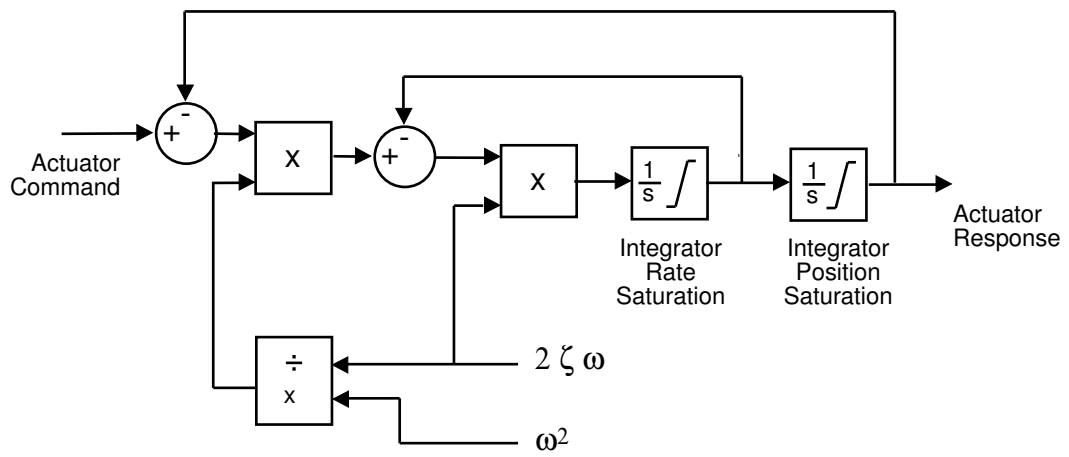 -
+
Actuator
Command
x
-
+
x
1
s
1
s
Integrator
Rate
Saturation
Integrator
Position
Saturation
Actuator
Response
÷
x
2 ζ ω
ω²